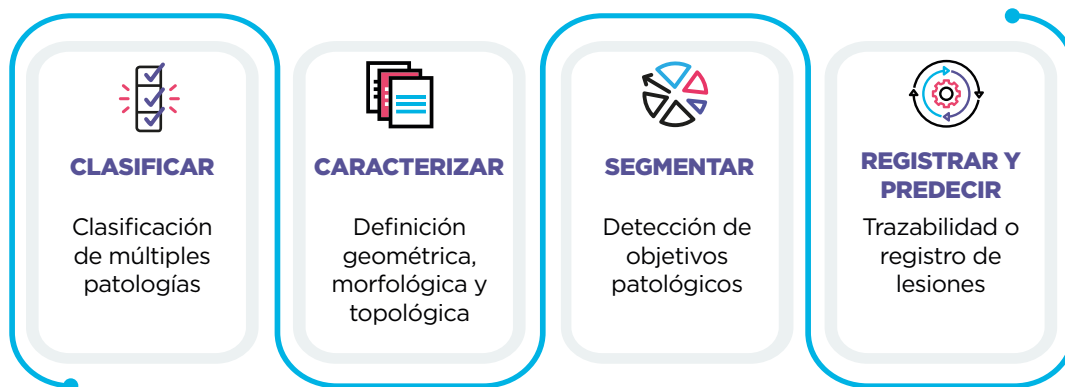 CLASIFICAR
Clasificación
de múltiples
patologías
CARACTERIZAR
Definición
geométrica,
morfológica y
topológica
SEGMENTAR
Detección de
objetivos
patológicos
REGISTRAR Y
PREDECIR
Trazabilidad o
registro de
lesiones